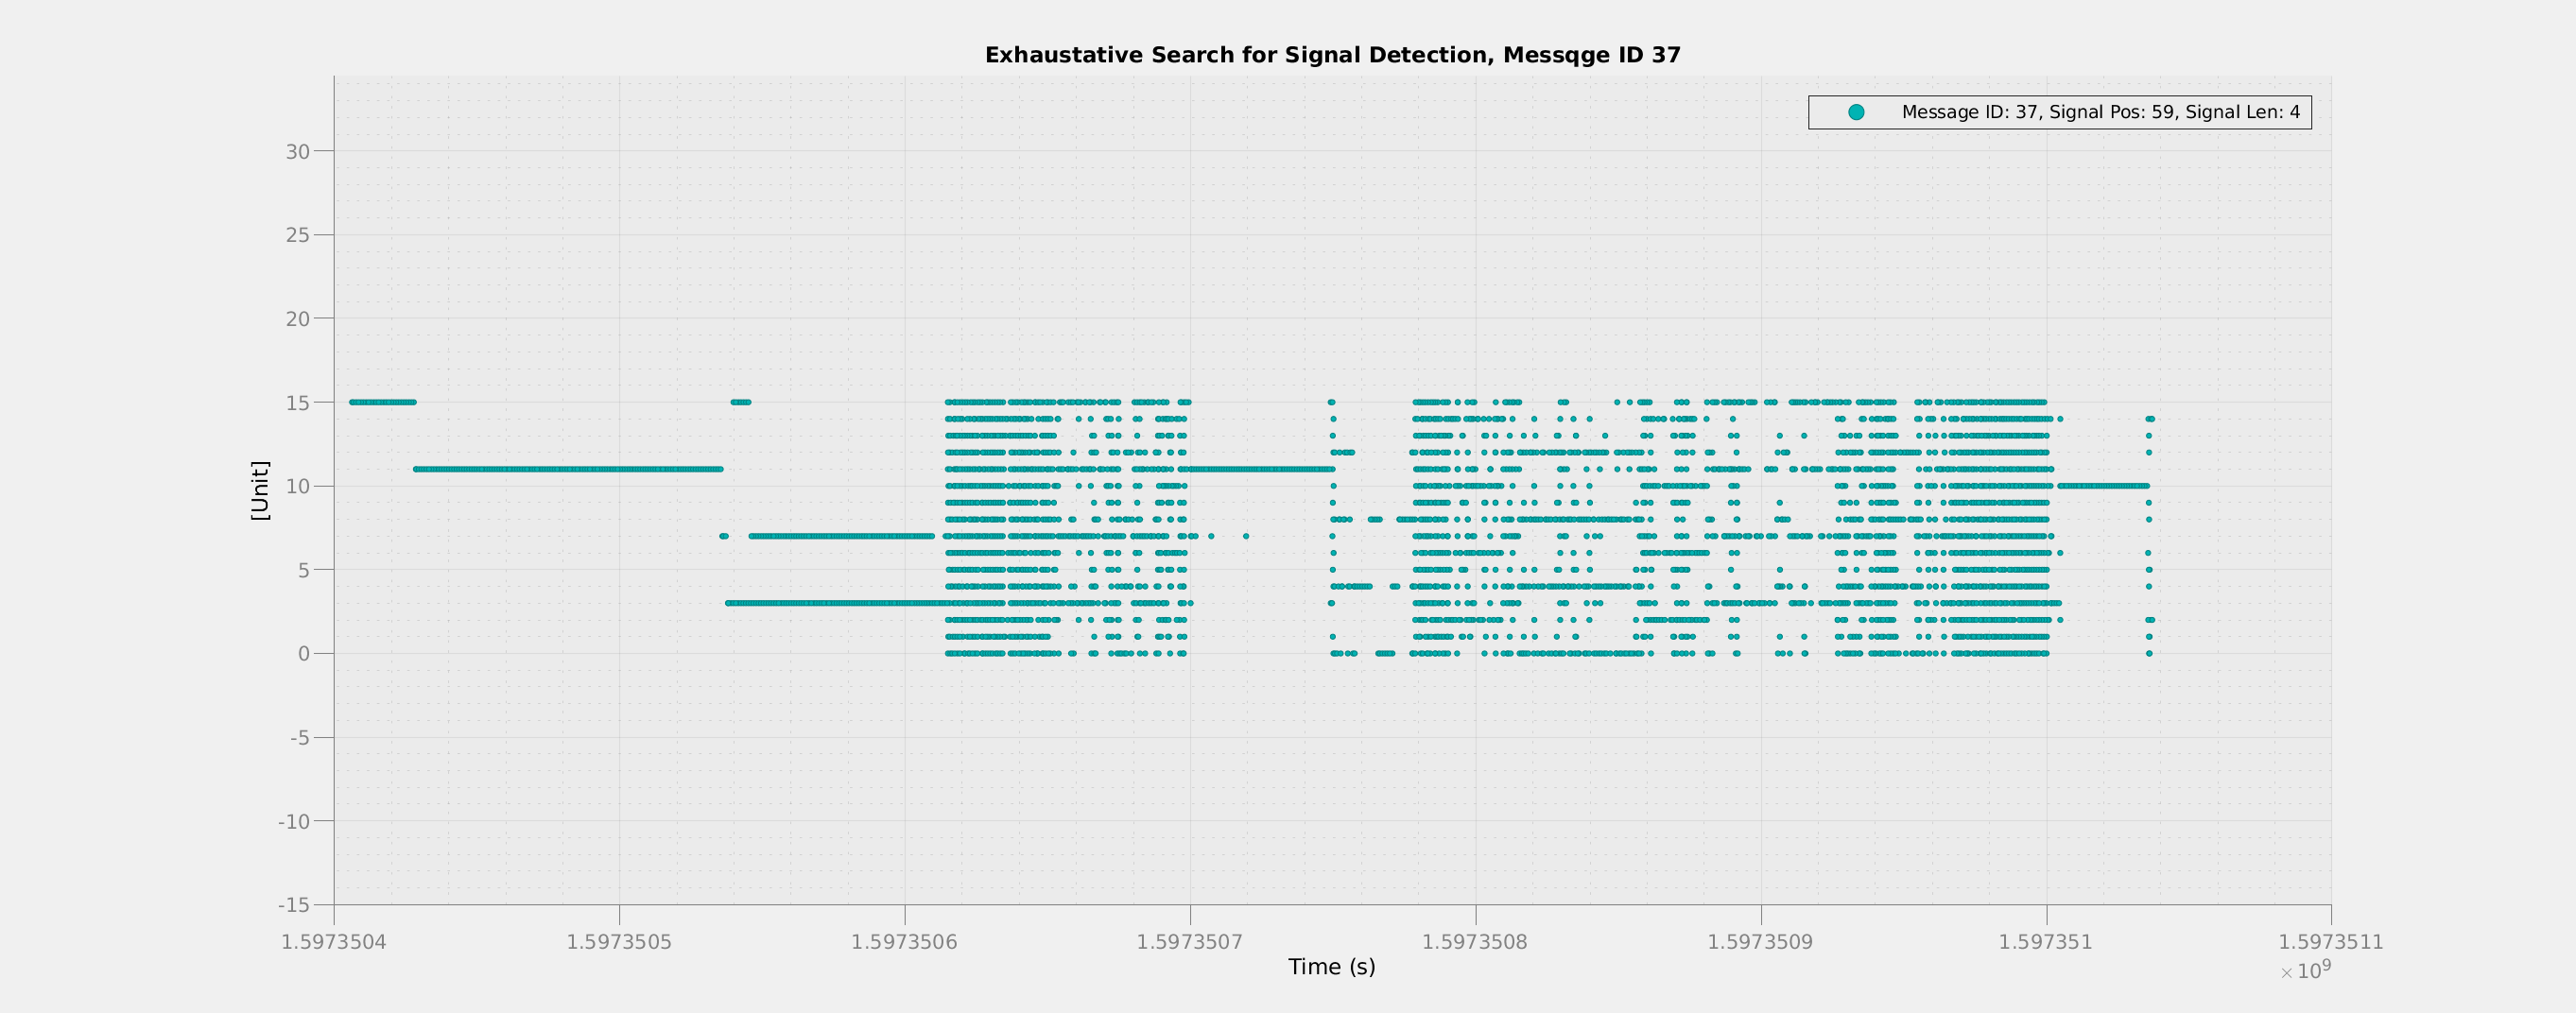 Exhaustative Search for Signal Detection, Messqge ID 37
Message ID: 37, Signal Pos: 59, Signal Len: 4
30
25
20
15
10
5
0
-5
-10
-15
[Unit]
1.5973504 1.5973505 1.5973506 1.5973507 1.5973508 1.5973509 1.597351 1.5973511
Time (s)
× 10⁹